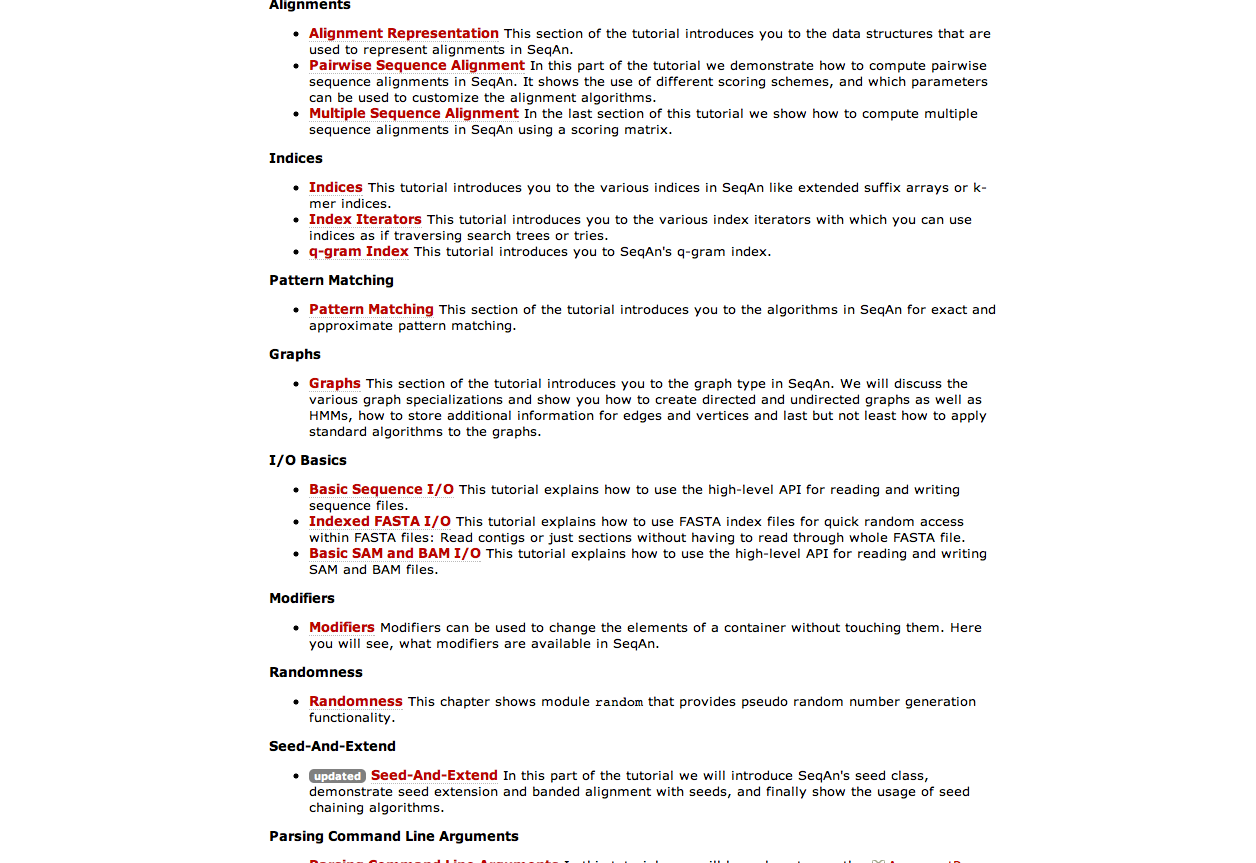 Alignments
Alignment Representation This section of the tutorial introduces you to the data structures that are
used to represent alignments in SeqAn.
Pairwise Sequence Alignment In this part of the tutorial we demonstrate how to compute pairwise
sequence alignments in SeqAn. It shows the use of different scoring schemes, and which parameters
can be used to customize the alignment algorithms.
Multiple Sequence Alignment In the last section of this tutorial we show how to compute multiple
sequence alignments in SeqAn using a scoring matrix.
Indices
Indices This tutorial introduces you to the various indices in SeqAn like extended suffix arrays or k-
mer indices.
Index Iterators This tutorial introduces you to the various index iterators with which you can use
indices as if traversing search trees or tries.
q-gram Index This tutorial introduces you to SeqAn's q-gram index.
Pattern Matching
Pattern Matching This section of the tutorial introduces you to the algorithms in SeqAn for exact and
approximate pattern matching.
Graphs
Graphs This section of the tutorial introduces you to the graph type in SeqAn. We will discuss the
various graph specializations and show you how to create directed and undirected graphs as well as
HMMs, how to store additional information for edges and vertices and last but not least how to apply
standard algorithms to the graphs.
I/O Basics
Basic Sequence I/O This tutorial explains how to use the high-level API for reading and writing
sequence files.
Indexed FASTA I/O This tutorial explains how to use FASTA index files for quick random access
within FASTA files: Read contigs or just sections without having to read through whole FASTA file.
Basic SAM and BAM I/O This tutorial explains how to use the high-level API for reading and writing
SAM and BAM files.
Modifiers
Modifiers Modifiers can be used to change the elements of a container without touching them. Here
you will see, what modifiers are available in SeqAn.
Randomness
Randomness This chapter shows module random that provides pseudo random number generation
functionality.
Seed-And-Extend
updated Seed-And-Extend In this part of the tutorial we will introduce SeqAn's seed class,
demonstrate seed extension and banded alignment with seeds, and finally show the usage of seed
chaining algorithms.
Parsing Command Line Arguments